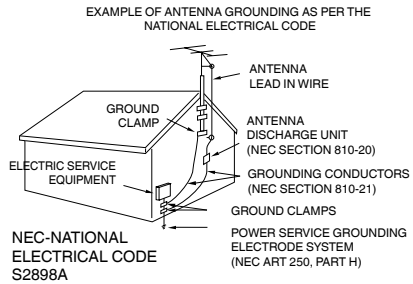 EXAMPLE OF ANTENNA GROUNDING AS PER THE
NATIONAL ELECTRICAL CODE
ANTENNA
LEAD IN WIRE
GROUND
CLAMP
ANTENNA
DISCHARGE UNIT
(NEC SECTION 810-20)
ELECTRIC SERVICE
EQUIPMENT
GROUNDING CONDUCTORS
(NEC SECTION 810-21)
GROUND CLAMPS
POWER SERVICE GROUNDING
ELECTRODE SYSTEM
(NEC ART 250, PART H)
NEC-NATIONAL
ELECTRICAL CODE
S2898A